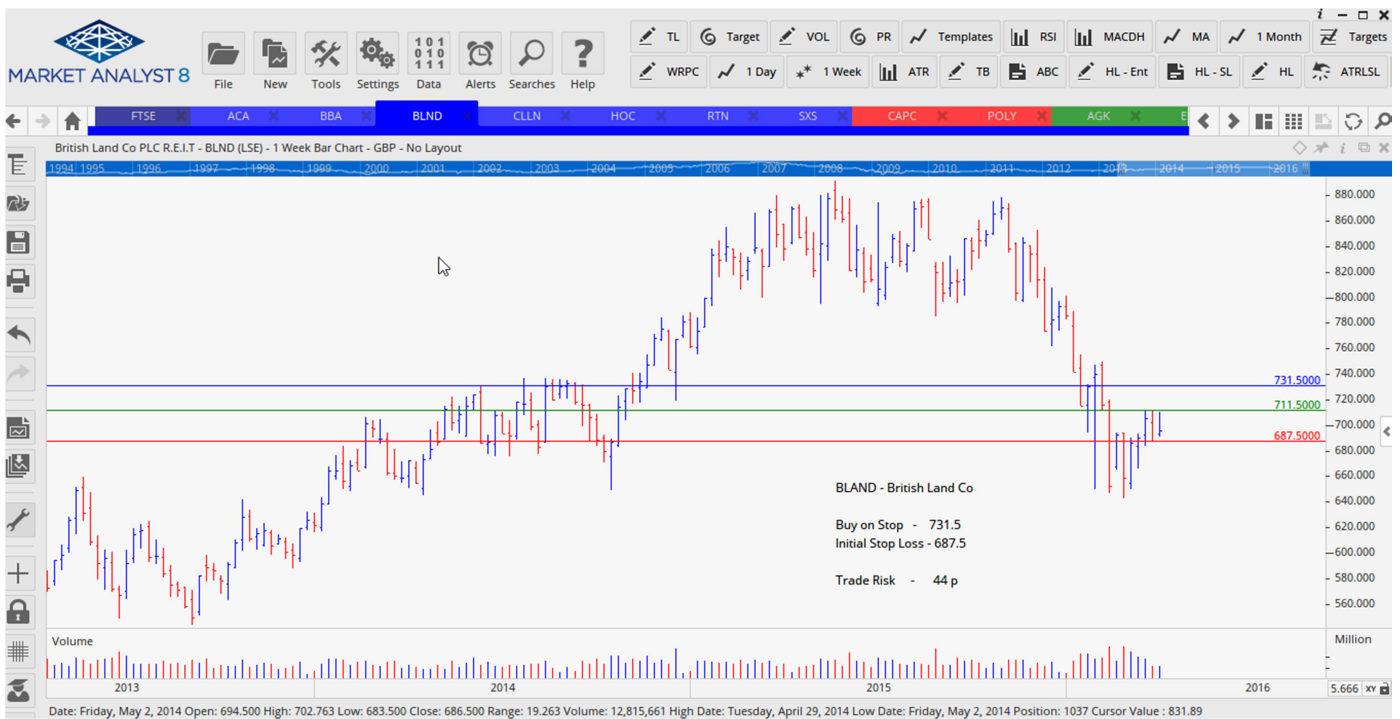 MARKET ANALYST 8
File New Tools Settings Data Alerts Searches Help
101
010
111
TL Target VOL PR Templates RSI MACDH MA 1 Month Targets
WRPC 1 Day 1 Week ATR TB ABC HL - Ent HL - SL HL ATRLSL
FTSE ACA BBA BLND CLLN HOC RTN SXS CAPC POLY AGK E
British Land Co PLC R.E.I.T - BLND (LSE) - 1 Week Bar Chart - GBP - No Layout
1994 1995 1996 1997 1998 1999 2000 2001 2002 2003 2004 2005 2006 2007 2008 2009 2010 2011 2012 2013 2014 2015 2016
880.000
860.000
840.000
820.000
800.000
780.000
760.000
740.000
731.5000
720.000
711.5000
700.000
687.5000
680.000
660.000
640.000
620.000
600.000
580.000
560.000
BLAND - British Land Co
Buy on Stop - 731.5
Initial Stop Loss - 687.5
Trade Risk - 44 p
Volume
Million
2013 2014 2015 2016
5.666 XY
Date: Friday, May 2, 2014 Open: 694.500 High: 702.763 Low: 683.500 Close: 686.500 Range: 19.263 Volume: 12,815,661 High Date: Tuesday, April 29, 2014 Low Date: Friday, May 2, 2014 Position: 1037 Cursor Value : 831.89